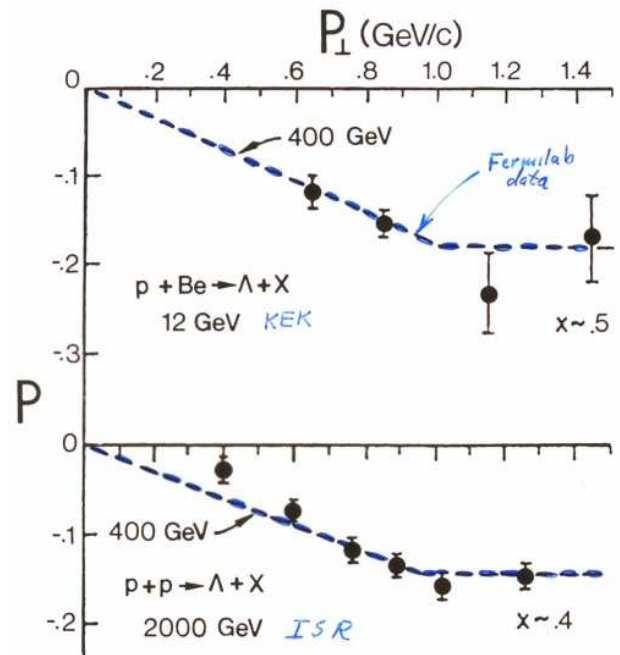 P⊥ (GeV/c)
0 .2 .4 .6 .8 1.0 1.2 1.4
0
400 GeV
Fermilab
data
-.1
-.2
p + Be → Λ + X
12 GeV KEK
x ~ .5
-.3
P
0
400 GeV
-.1
p + p → Λ + X
2000 GeV ISR
x ~ .4
-.2